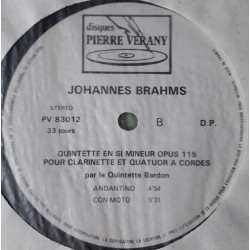 disques
PIERRE VERANY
JOHANNES BRAHMS
STEREO
PV 83012
33 tours
B
D.P.
QUINTETTE EN SI MINEUR OPUS 115
POUR CLARINETTE ET QUATUOR A CORDES
par le Quintette Bardon
ANDANTINO 4'54
CON MOTO 9'31